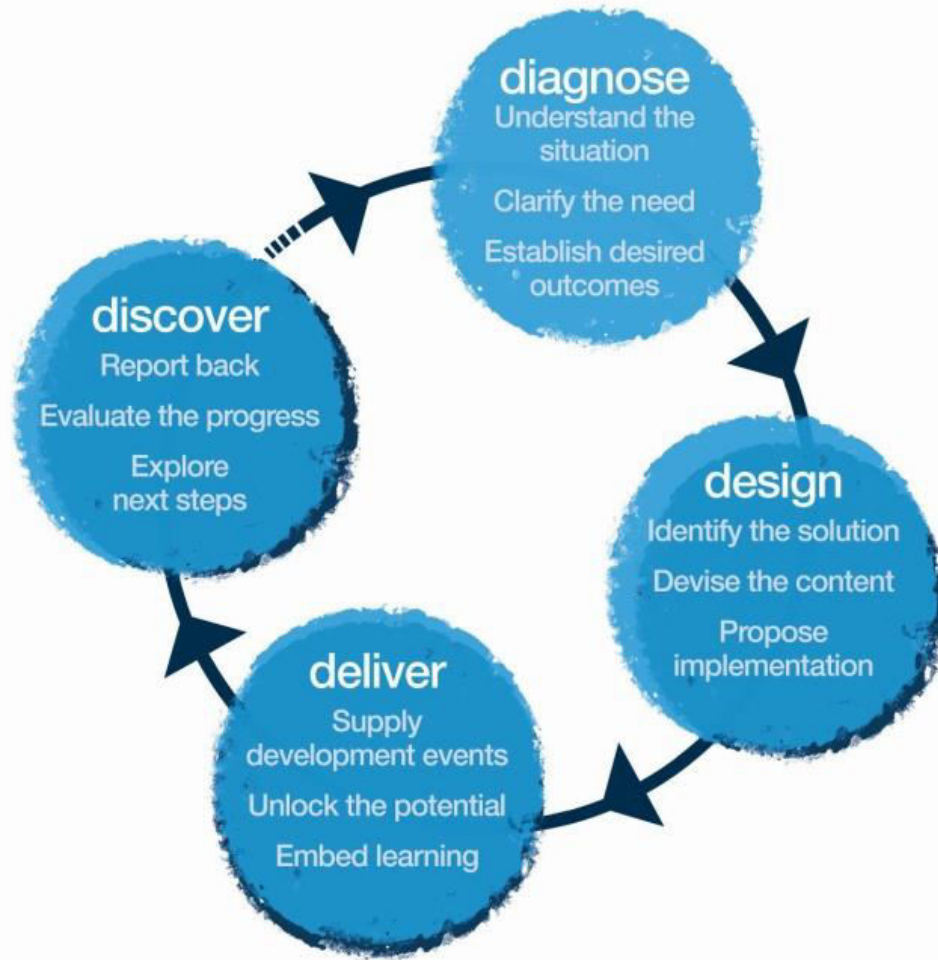 diagnose
Understand the
situation
Clarify the need
Establish desired
outcomes
design
Identify the solution
Devise the content
Propose
implementation
deliver
Supply
development events
Unlock the potential
Embed learning
discover
Report back
Evaluate the progress
Explore
next steps